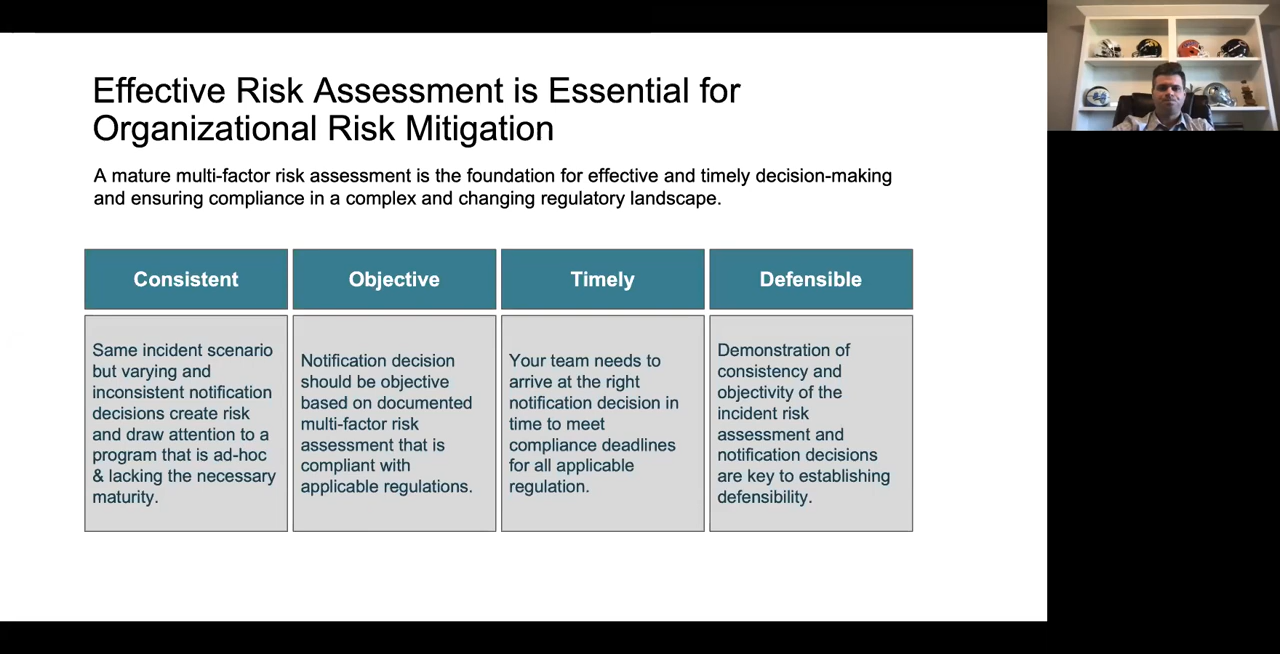 Effective Risk Assessment is Essential for
Organizational Risk Mitigation
A mature multi-factor risk assessment is the foundation for effective and timely decision-making
and ensuring compliance in a complex and changing regulatory landscape.
Consistent
Same incident scenario
but varying and
inconsistent notification
decisions create risk
and draw attention to a
program that is ad-hoc
& lacking the necessary
maturity.
Objective
Notification decision
should be objective
based on documented
multi-factor risk
assessment that is
compliant with
applicable regulations.
Timely
Your team needs to
arrive at the right
notification decision in
time to meet
compliance deadlines
for all applicable
regulation.
Defensible
Demonstration of
consistency and
objectivity of the
incident risk
assessment and
notification decisions
are key to establishing
defensibility.